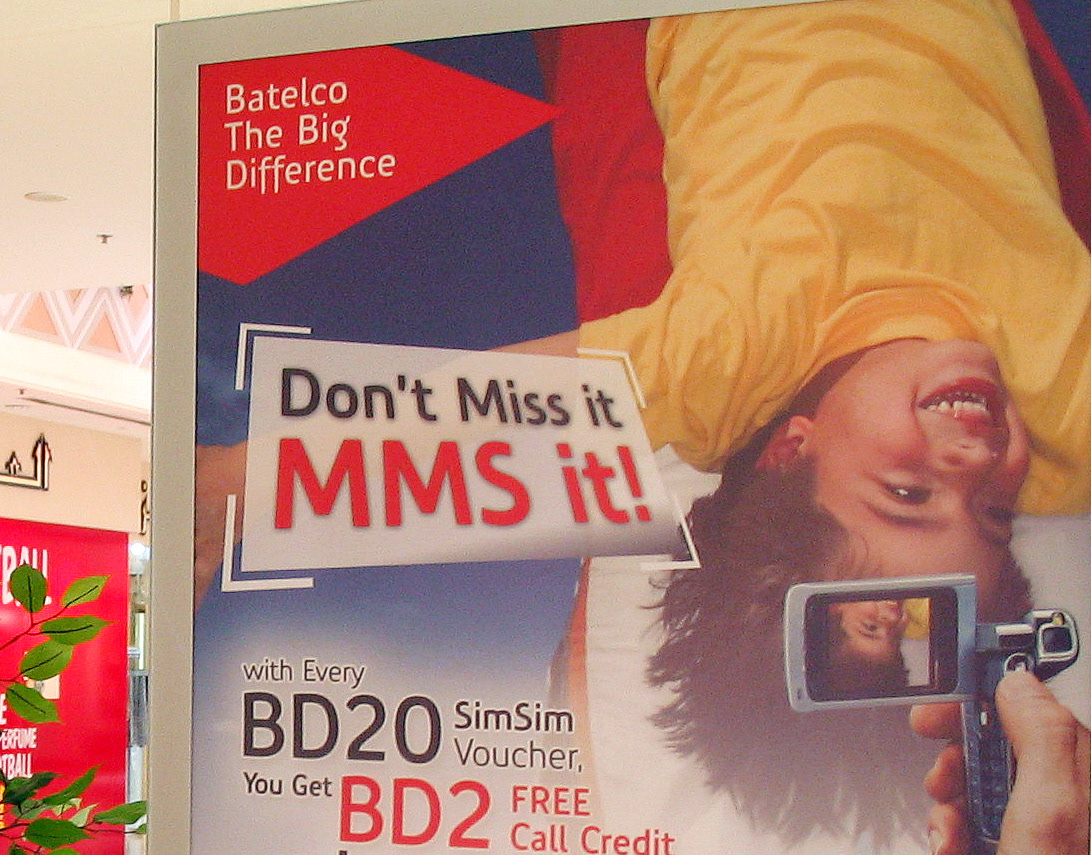 Batelco
The Big
Difference
Don't Miss it
MMS it!
with Every
BD20 SimSim
Voucher,
You Get BD2 FREE
Call Credit